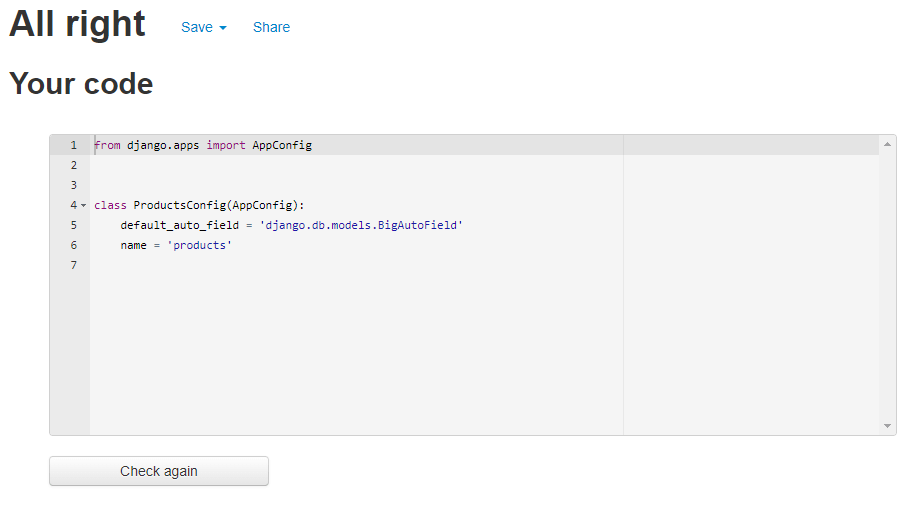 All right Save Share
Your code
1 from django.apps import AppConfig
2
3
4 class ProductsConfig(AppConfig):
5     default_auto_field = 'django.db.models.BigAutoField'
6     name = 'products'
7
Check again